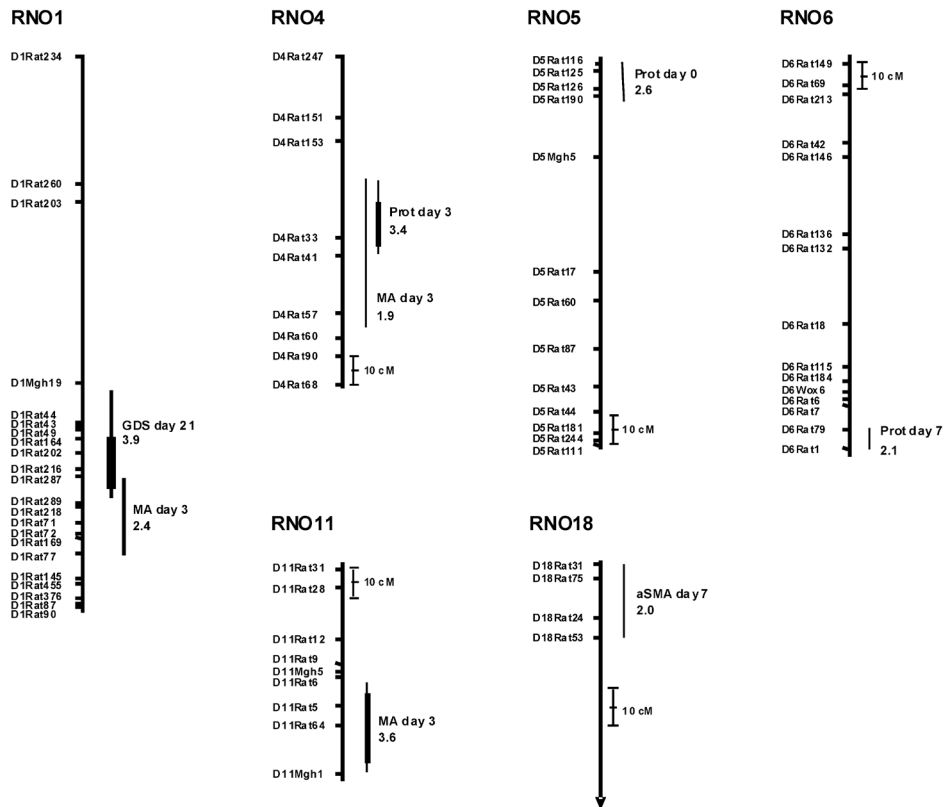 RNO1
D1Rat234
D1Rat260
D1Rat203
D1Mgh19
D1Rat44
D1Rat43
D1Rat49
D1Rat164
D1Rat202
D1Rat216
D1Rat287
D1Rat289
D1Rat218
D1Rat71
D1Rat72
D1Rat169
D1Rat77
D1Rat145
D1Rat455
D1Rat376
D1Rat87
D1Rat90
GDS day 21
3.9
MA day 3
2.4
RNO4
D4Rat247
D4Rat151
D4Rat153
D4Rat33
D4Rat41
D4Rat57
D4Rat60
D4Rat90
D4Rat68
Prot day 3
3.4
MA day 3
1.9
10 cM
RNO5
D5Rat116
D5Rat125
D5Rat126
D5Rat190
D5Mgh5
D5Rat17
D5Rat60
D5Rat87
D5Rat43
D5Rat44
D5Rat181
D5Rat244
D5Rat111
Prot day 0
2.6
10 cM
RNO6
D6Rat149
D6Rat69
D6Rat213
D6Rat42
D6Rat146
D6Rat136
D6Rat132
D6Rat18
D6Rat115
D6Rat184
D6Wox6
D6Rat6
D6Rat7
D6Rat79
D6Rat1
10 cM
Prot day 7
2.1
RNO11
D11Rat31
D11Rat28
D11Rat12
D11Rat9
D11Mgh5
D11Rat6
D11Rat5
D11Rat64
D11Mgh1
10 cM
MA day 3
3.6
RNO18
D18Rat31
D18Rat75
D18Rat24
D18Rat53
aSMA day 7
2.0
10 cM